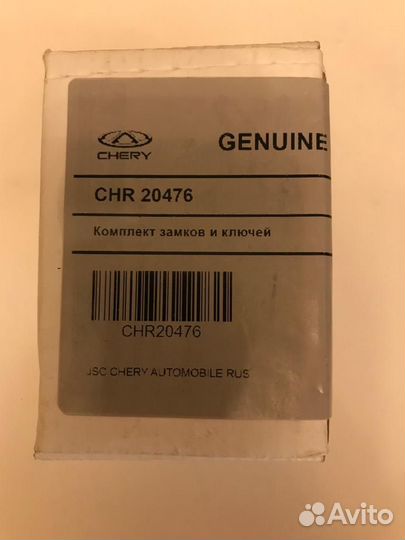 CHERY
GENUINE
CHR 20476
Комплект замков и ключей
CHR20476
JSC CHERY AUTOMOBILE RUS
Avito